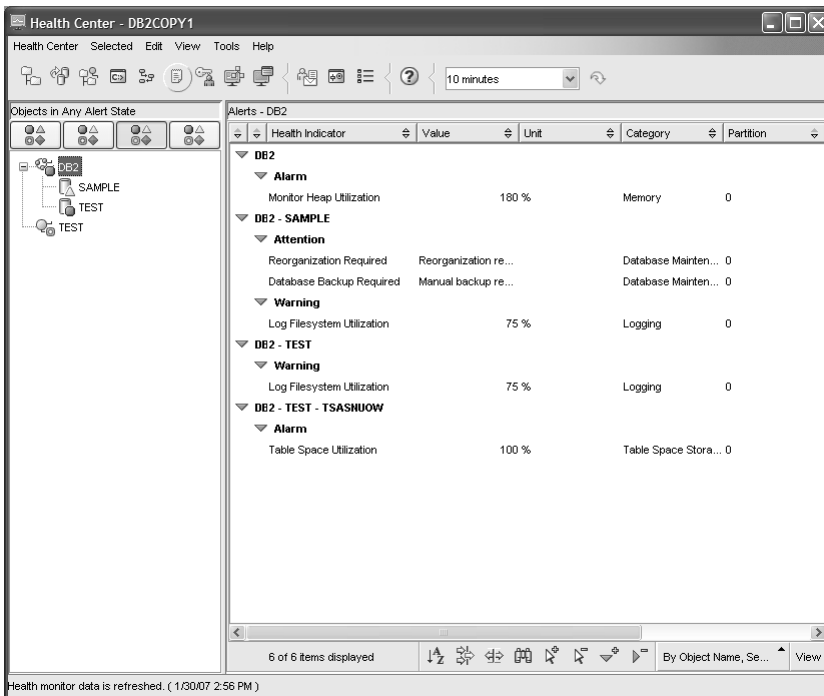 Health Center - DB2COPY1
Health Center Selected Edit View Tools Help
10 minutes
Objects in Any Alert State
DB2
SAMPLE
TEST
TEST
Alerts - DB2
Health Indicator Value Unit Category Partition
DB2
Alarm
Monitor Heap Utilization 180 % Memory 0
DB2 - SAMPLE
Attention
Reorganization Required Reorganization re... Database Mainten... 0
Database Backup Required Manual backup re... Database Mainten... 0
Warning
Log Filesystem Utilization 75 % Logging 0
DB2 - TEST
Warning
Log Filesystem Utilization 75 % Logging 0
DB2 - TEST - TSASNUOW
Alarm
Table Space Utilization 100 % Table Space Stora... 0
6 of 6 items displayed
By Object Name, Se...
View
Health monitor data is refreshed. ( 1/30/07 2:56 PM )